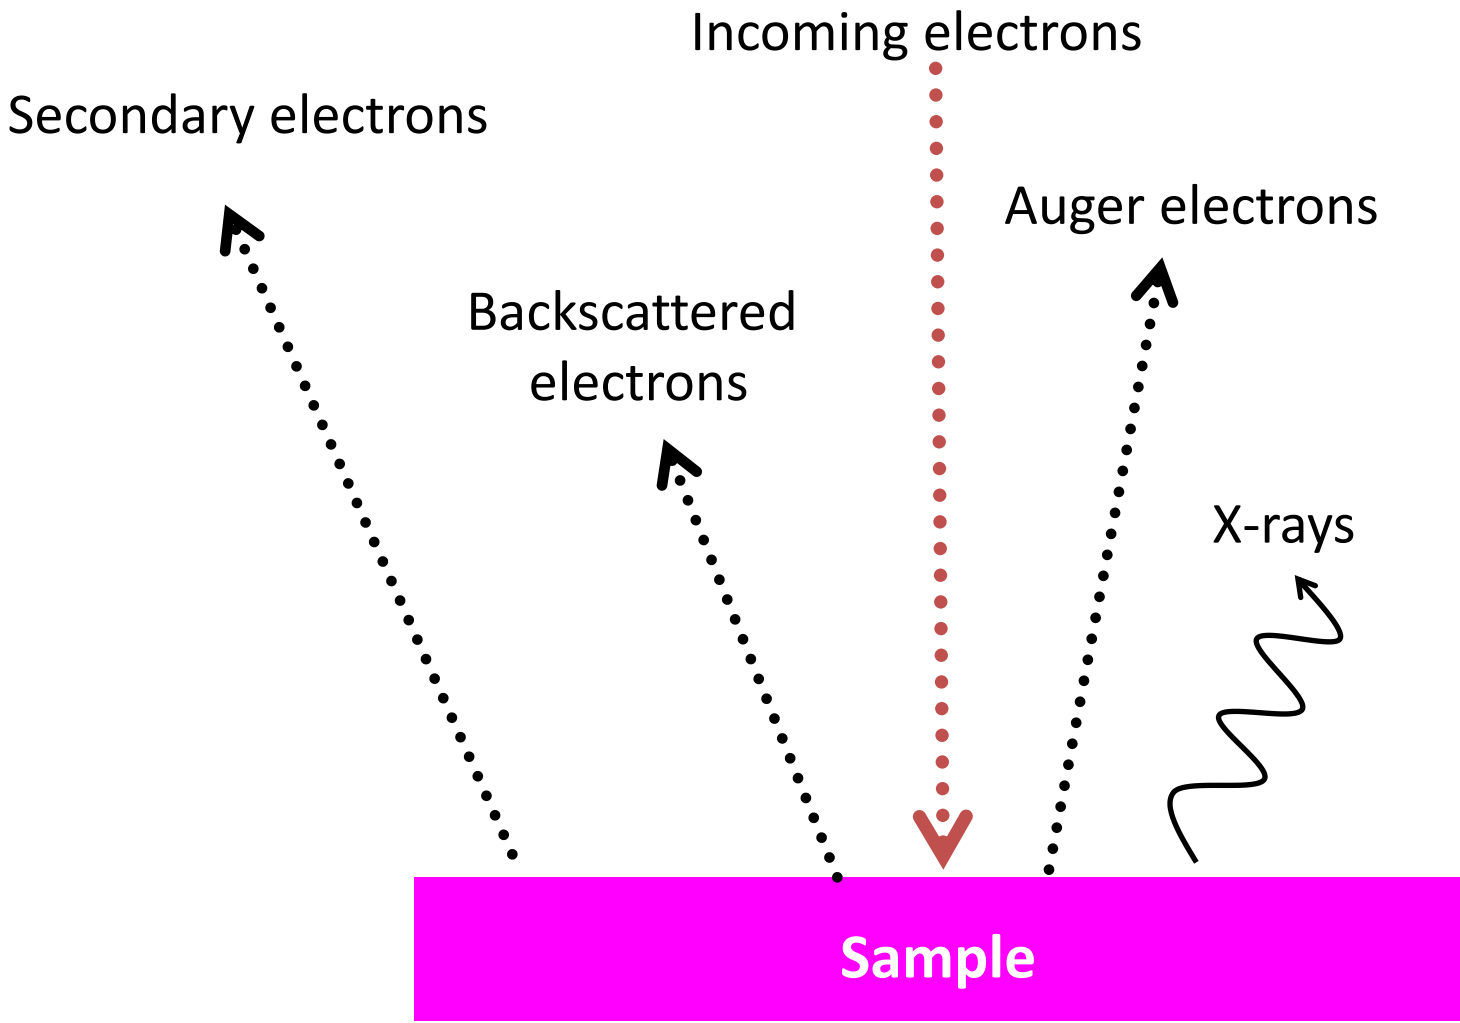 Incoming electrons
Secondary electrons
Auger electrons
Backscattered
electrons
X-rays
Sample